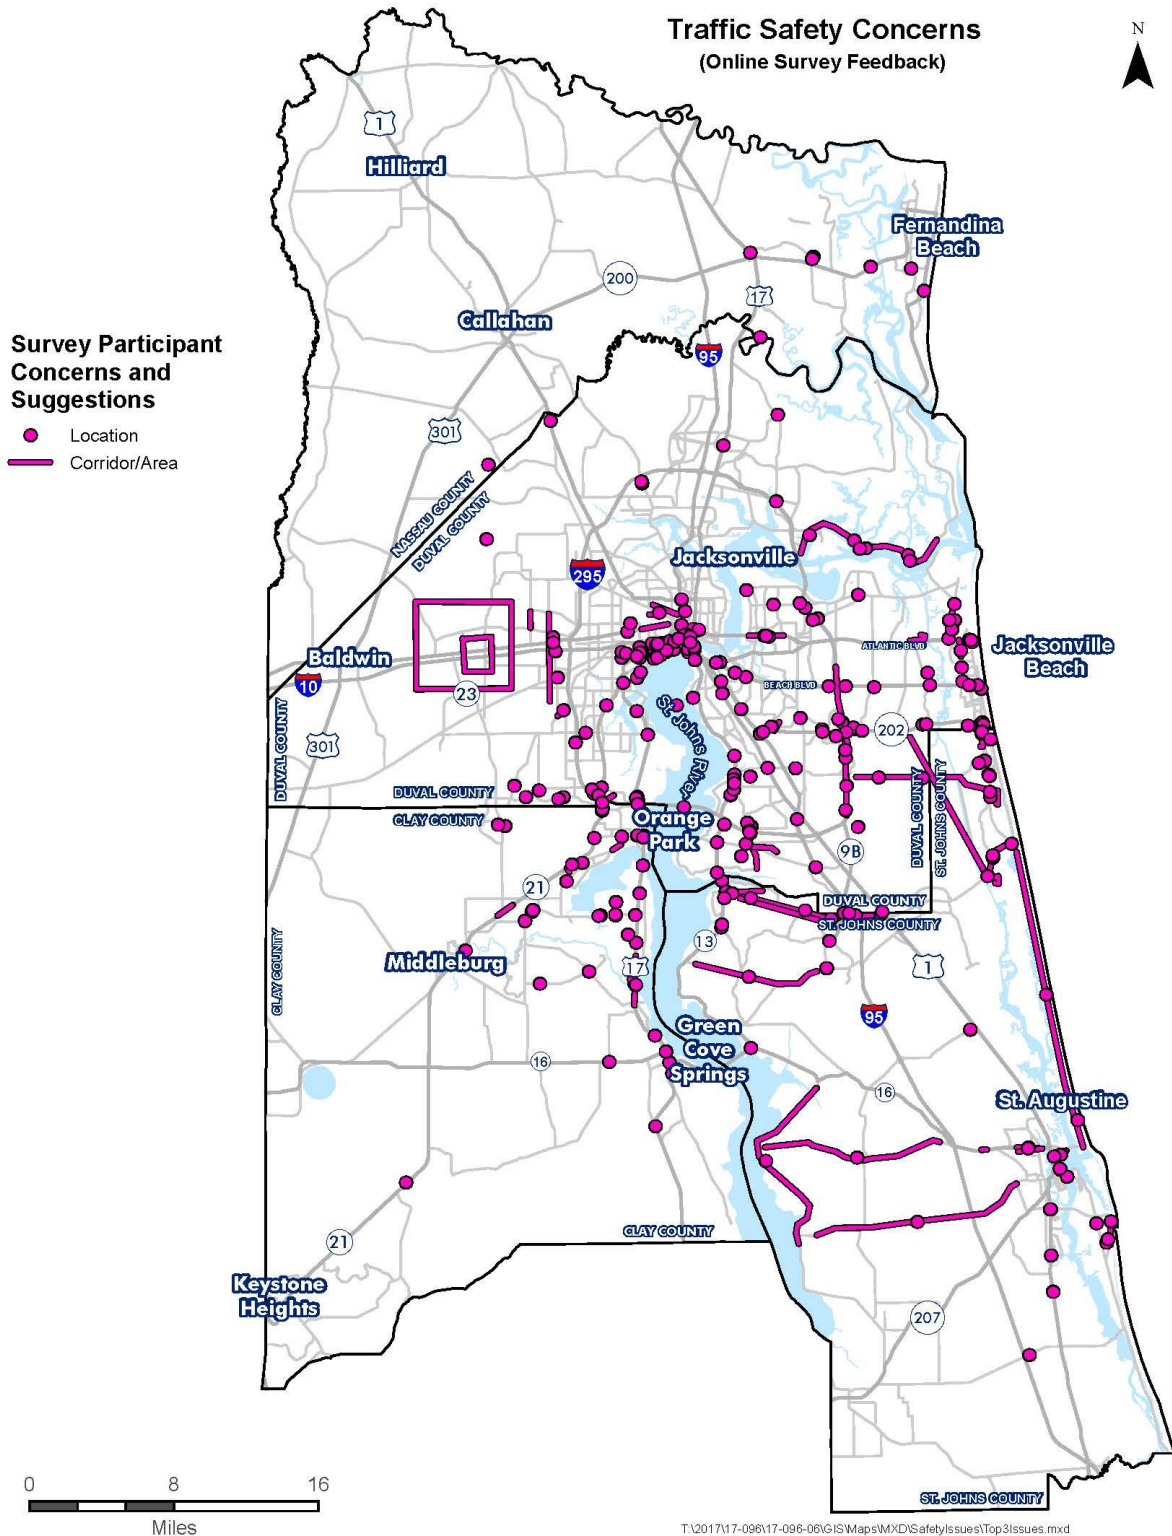 Traffic Safety Concerns
(Online Survey Feedback)
N
1
Hilliard
Fernandina
Beach
200
17
Callahan
95
Survey Participant
Concerns and
Suggestions
Location
Corridor/Area
301
NASSAU COUNTY
DUVAL COUNTY
Jacksonville
295
ATLANTIC BLVD
Jacksonville
Beach
Baldwin
10
23
BEACH BLVD
St. Johns River
202
301
DUVAL COUNTY
DUVAL COUNTY
CLAY COUNTY
Orange
Park
9B
DUVAL COUNTY
ST. JOHNS COUNTY
21
DUVAL COUNTY
ST. JOHNS COUNTY
13
CLAY COUNTY
Middleburg
17
1
95
Green
Cove
Springs
16
16
St. Augustine
CLAY COUNTY
21
Keystone
Heights
207
0 8 16
Miles
ST. JOHNS COUNTY
T:\2017\17-096\17-096-06\GIS\Maps\MXD\SafetyIssues\Top3Issues.mxd